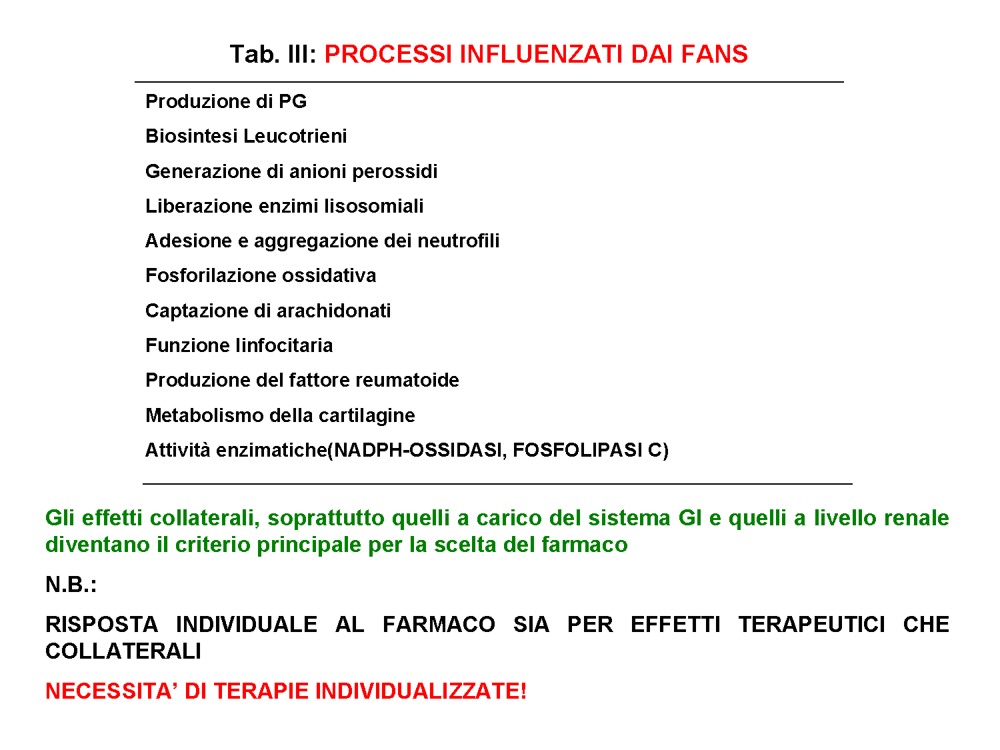 Tab. III: PROCESSI INFLUENZATI DAI FANS
Produzione di PG
Biosintesi Leucotrieni
Generazione di anioni perossidi
Liberazione enzimi lisosomiali
Adesione e aggregazione dei neutrofili
Fosforilazione ossidativa
Captazione di arachidonati
Funzione linfocitaria
Produzione del fattore reumatoide
Metabolismo della cartilagine
Attività enzimatiche(NADPH-OSSIDASI, FOSFOLIPASI C)
Gli effetti collaterali, soprattutto quelli a carico del sistema GI e quelli a livello renale
diventano il criterio principale per la scelta del farmaco
N.B.:
RISPOSTA INDIVIDUALE AL FARMACO SIA PER EFFETTI TERAPEUTICI CHE
COLLATERALI
NECESSITA’ DI TERAPIE INDIVIDUALIZZATE!